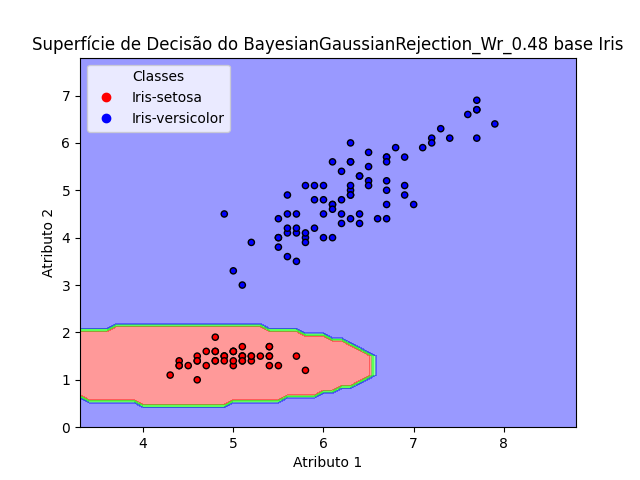 Superfície de Decisão do BayesianGaussianRejection_Wr_0.48 base Iris
Classes
Iris-setosa
Iris-versicolor
Atributo 2
7
6
5
4
3
2
1
0
4
5
6
7
8
Atributo 1